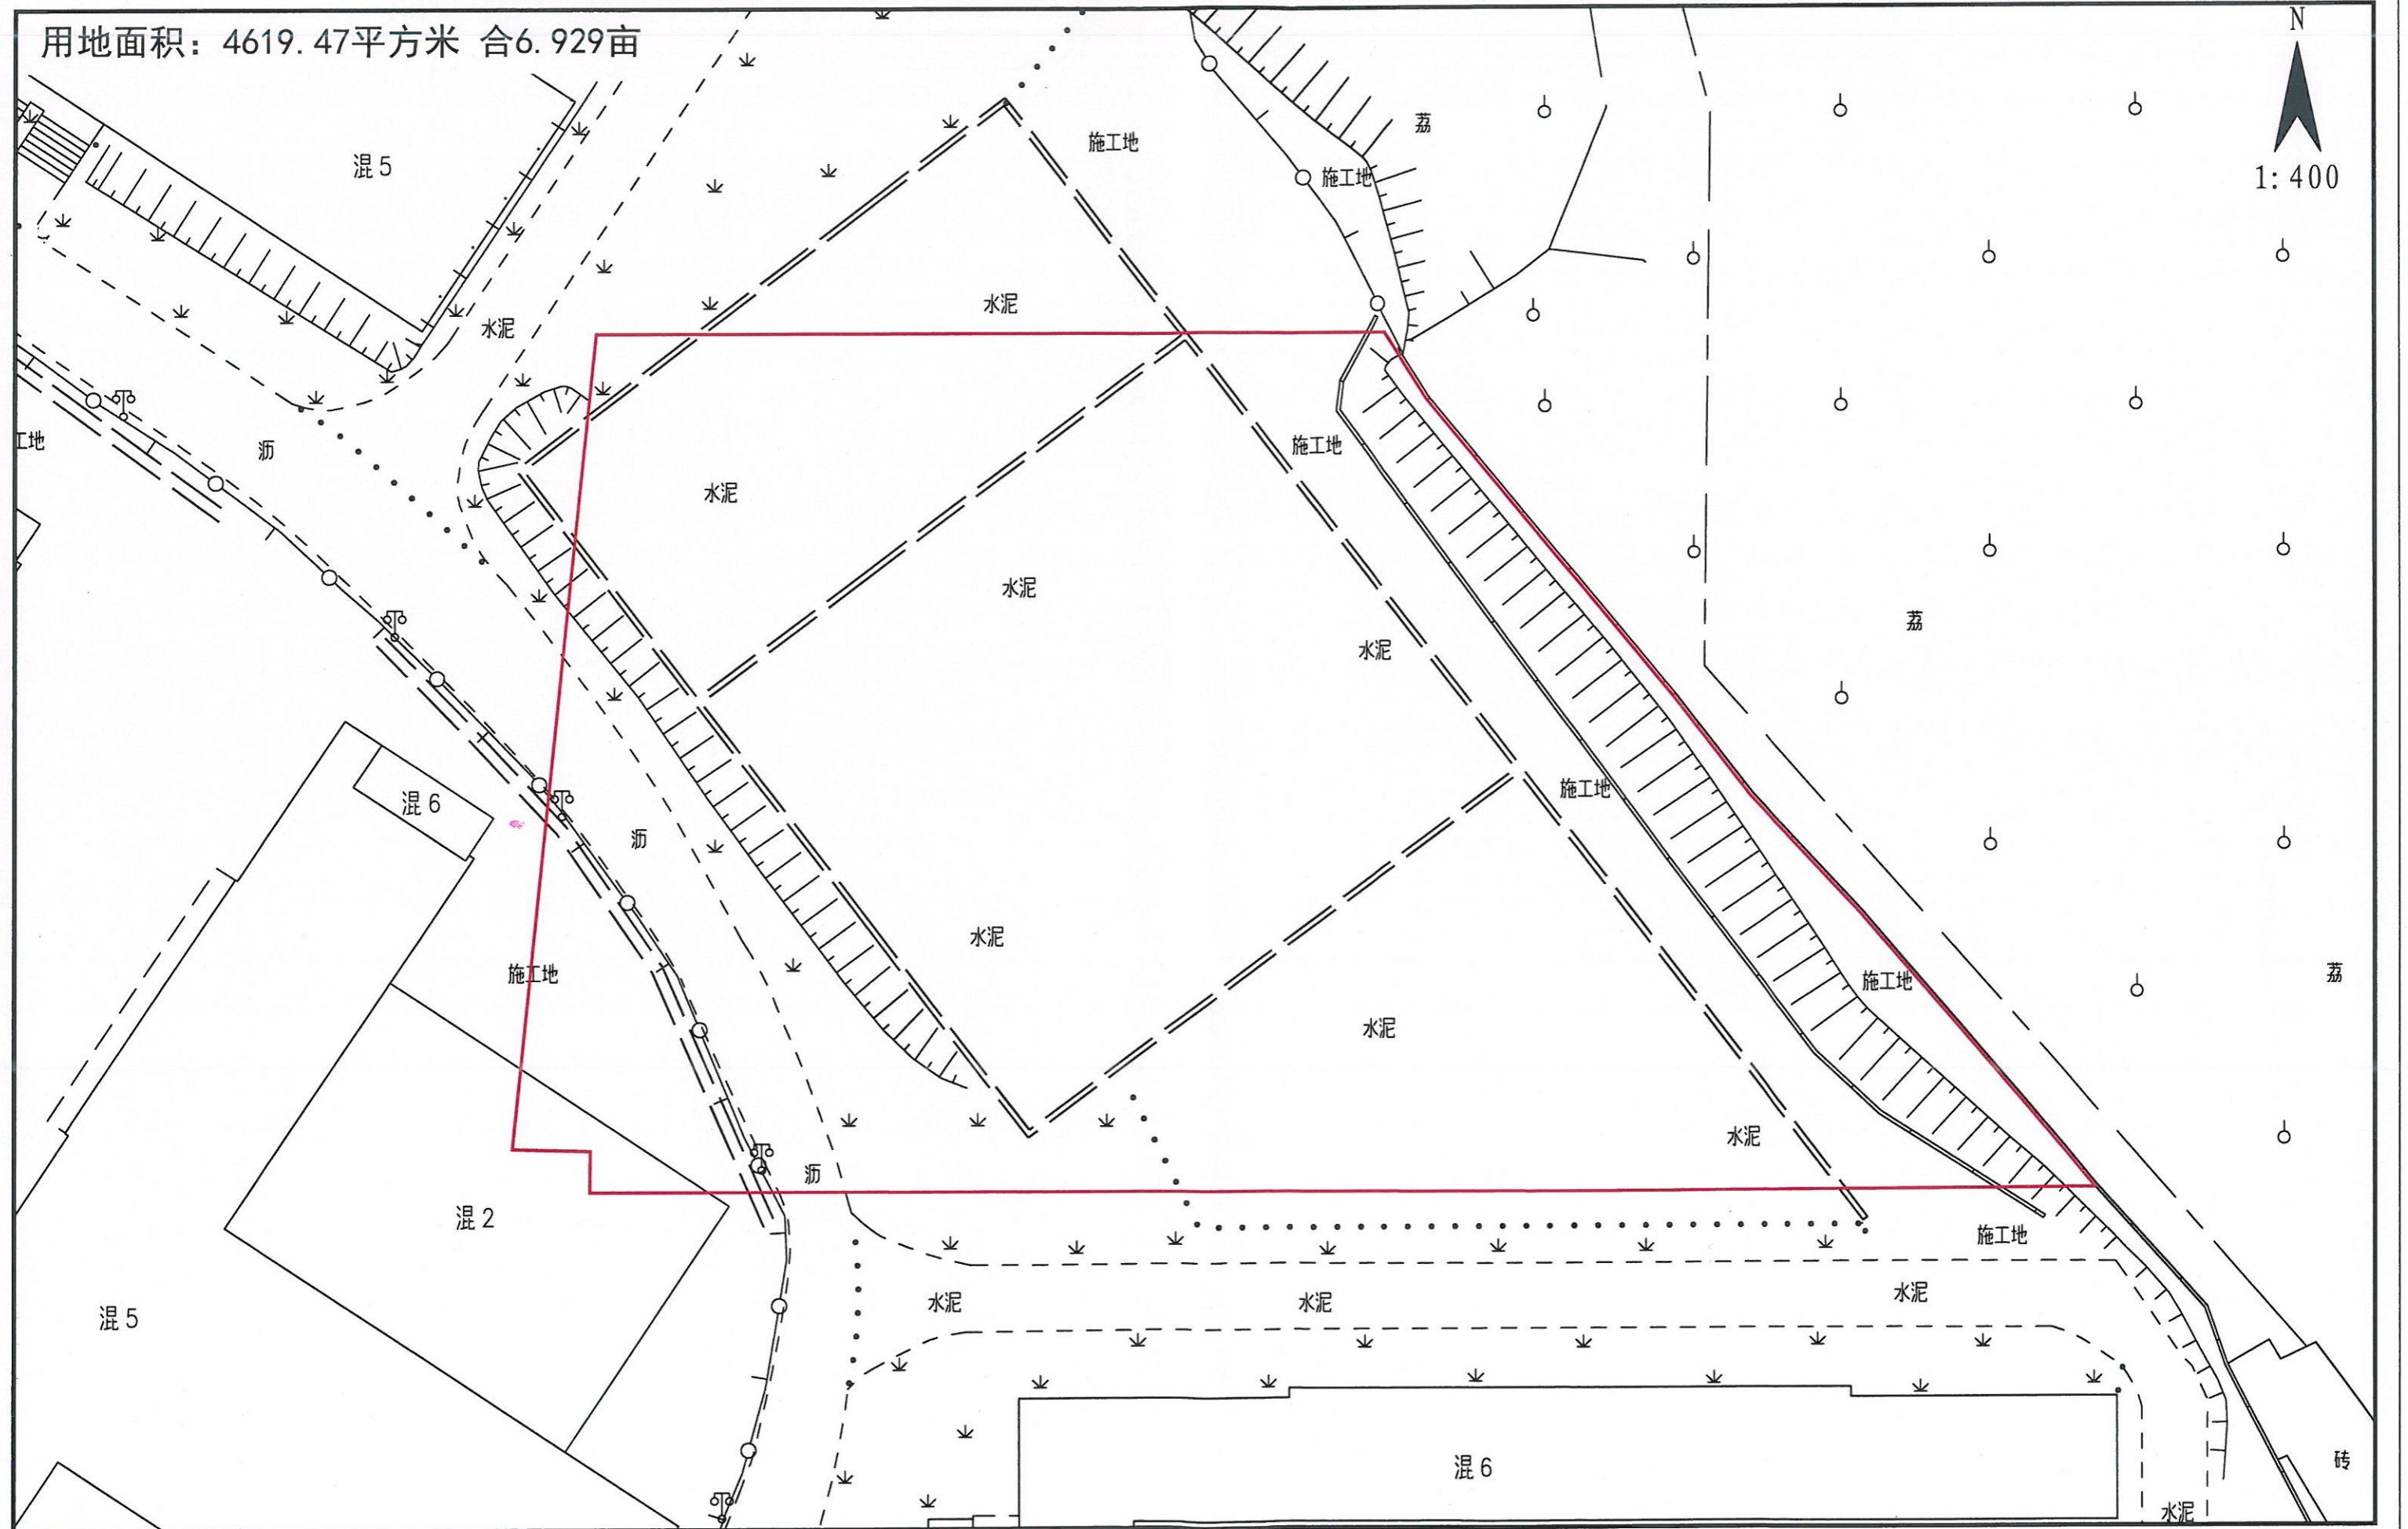 用地面积：4619.47平方米 合6.929亩
N
1:400
荔
施工地
混5
施工地
水泥
水泥
工地
沥
施工地
水泥
水泥
荔
水泥
施工地
混6
沥
水泥
施工地
施工地
荔
水泥
水泥
沥
混2
施工地
水泥
水泥
水泥
混5
混6
砖
水泥